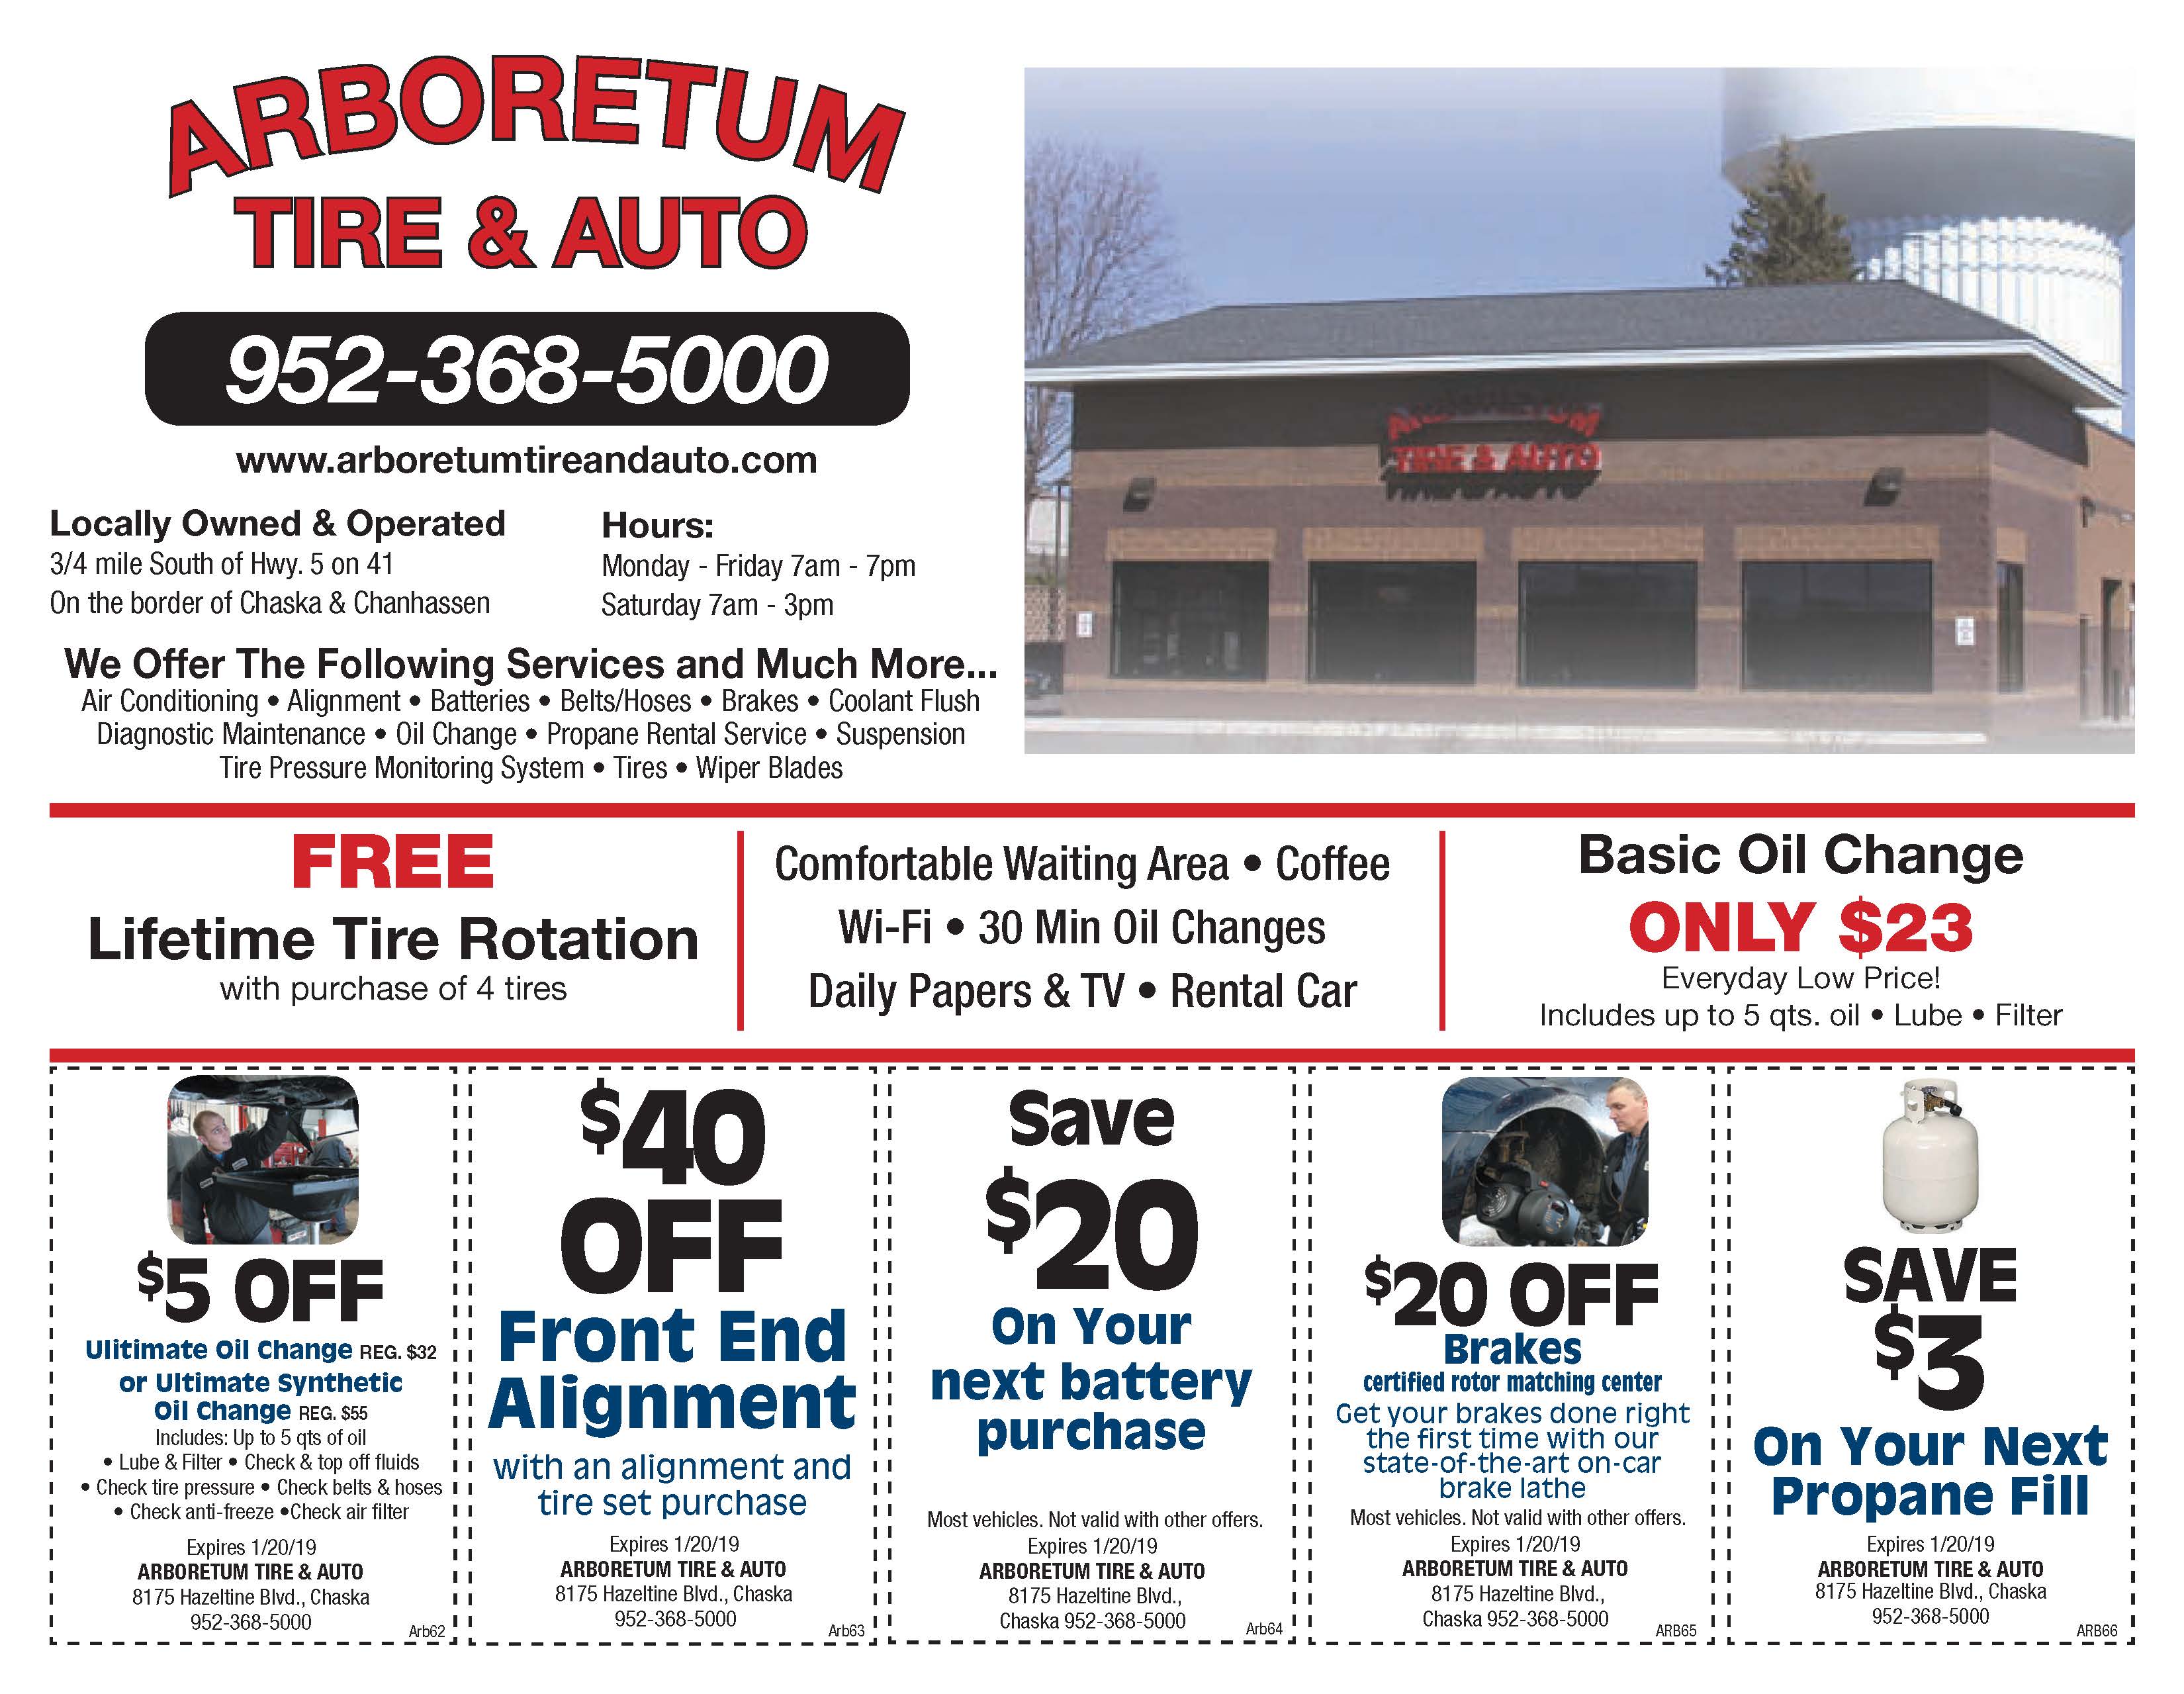 ARBORETUM
TIRE & AUTO
952-368-5000
www.arboretumtireandauto.com
Locally Owned & Operated
3/4 mile South of Hwy. 5 on 41
On the border of Chaska & Chanhassen
Hours:
Monday - Friday 7am - 7pm
Saturday 7am - 3pm
We Offer The Following Services and Much More...
Air Conditioning • Alignment • Batteries • Belts/Hoses • Brakes • Coolant Flush
Diagnostic Maintenance • Oil Change • Propane Rental Service • Suspension
Tire Pressure Monitoring System • Tires • Wiper Blades
ARBORETUM
TIRE & AUTO
FREE
Lifetime Tire Rotation
with purchase of 4 tires
Comfortable Waiting Area • Coffee
Wi-Fi • 30 Min Oil Changes
Daily Papers & TV • Rental Car
Basic Oil Change
ONLY $23
Everyday Low Price!
Includes up to 5 qts. oil • Lube • Filter
$5 OFF
Ulitimate Oil Change REG. $32
or Ultimate Synthetic
Oil Change REG. $55
Includes: Up to 5 qts of oil
• Lube & Filter • Check & top off fluids
• Check tire pressure • Check belts & hoses
• Check anti-freeze •Check air filter
Expires 1/20/19
ARBORETUM TIRE & AUTO
8175 Hazeltine Blvd., Chaska
952-368-5000
Arb62
$40
OFF
Front End
Alignment
with an alignment and
tire set purchase
Expires 1/20/19
ARBORETUM TIRE & AUTO
8175 Hazeltine Blvd., Chaska
952-368-5000
Arb63
Save
$20
On Your
next battery
purchase
Most vehicles. Not valid with other offers.
Expires 1/20/19
ARBORETUM TIRE & AUTO
8175 Hazeltine Blvd.,
Chaska 952-368-5000
Arb64
$20 OFF
Brakes
certified rotor matching center
Get your brakes done right
the first time with our
state-of-the-art on-car
brake lathe
Most vehicles. Not valid with other offers.
Expires 1/20/19
ARBORETUM TIRE & AUTO
8175 Hazeltine Blvd.,
Chaska 952-368-5000
ARB65
SAVE
$3
On Your Next
Propane Fill
Expires 1/20/19
ARBORETUM TIRE & AUTO
8175 Hazeltine Blvd., Chaska
952-368-5000
ARB66